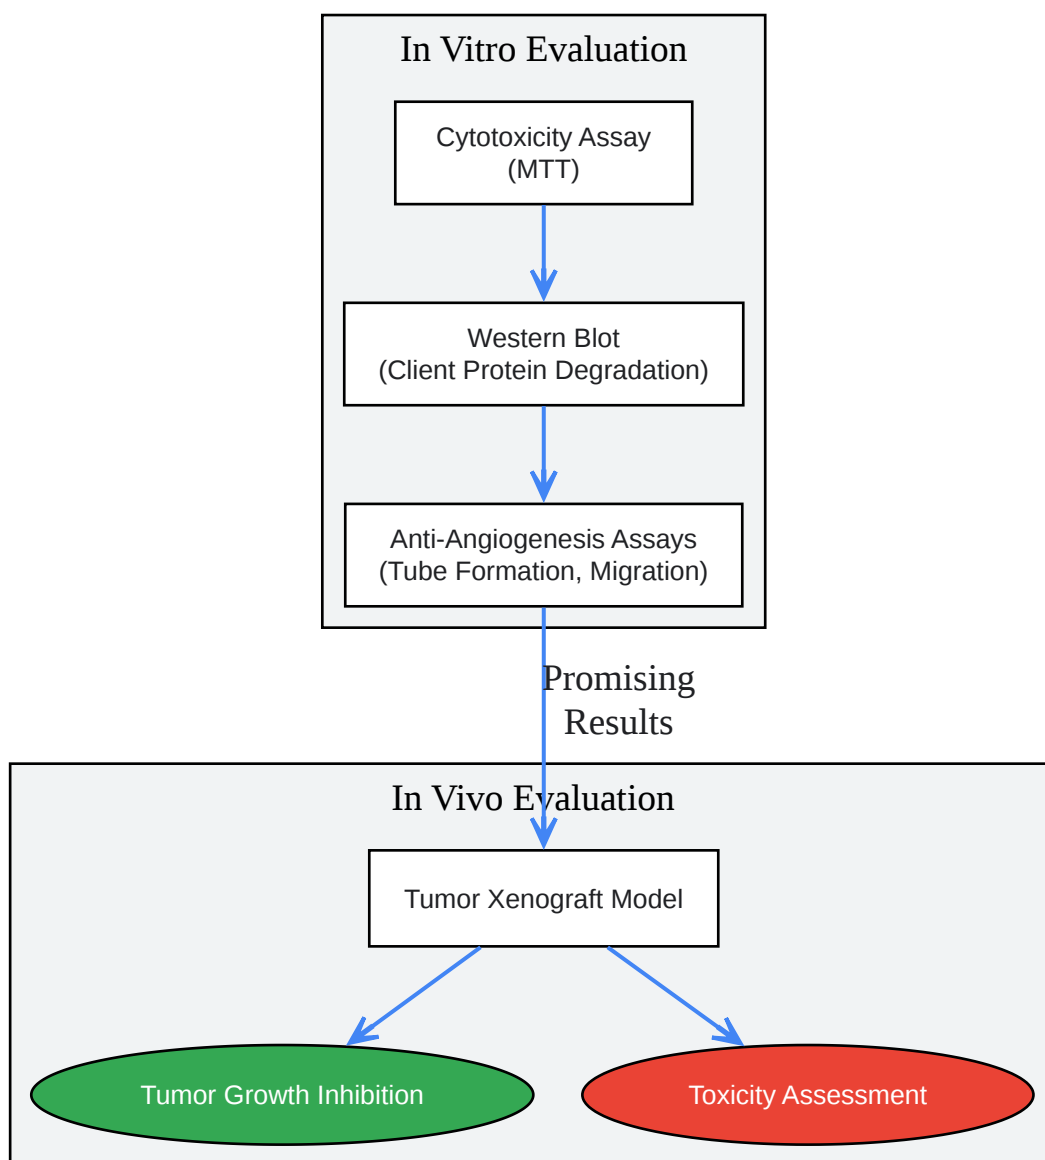 In Vitro Evaluation
Cytotoxicity Assay
(MTT)
Western Blot
(Client Protein Degradation)
Anti-Angiogenesis Assays
(Tube Formation, Migration)
Promising
Results
In Vivo Evaluation
Tumor Xenograft Model
Tumor Growth Inhibition
Toxicity Assessment